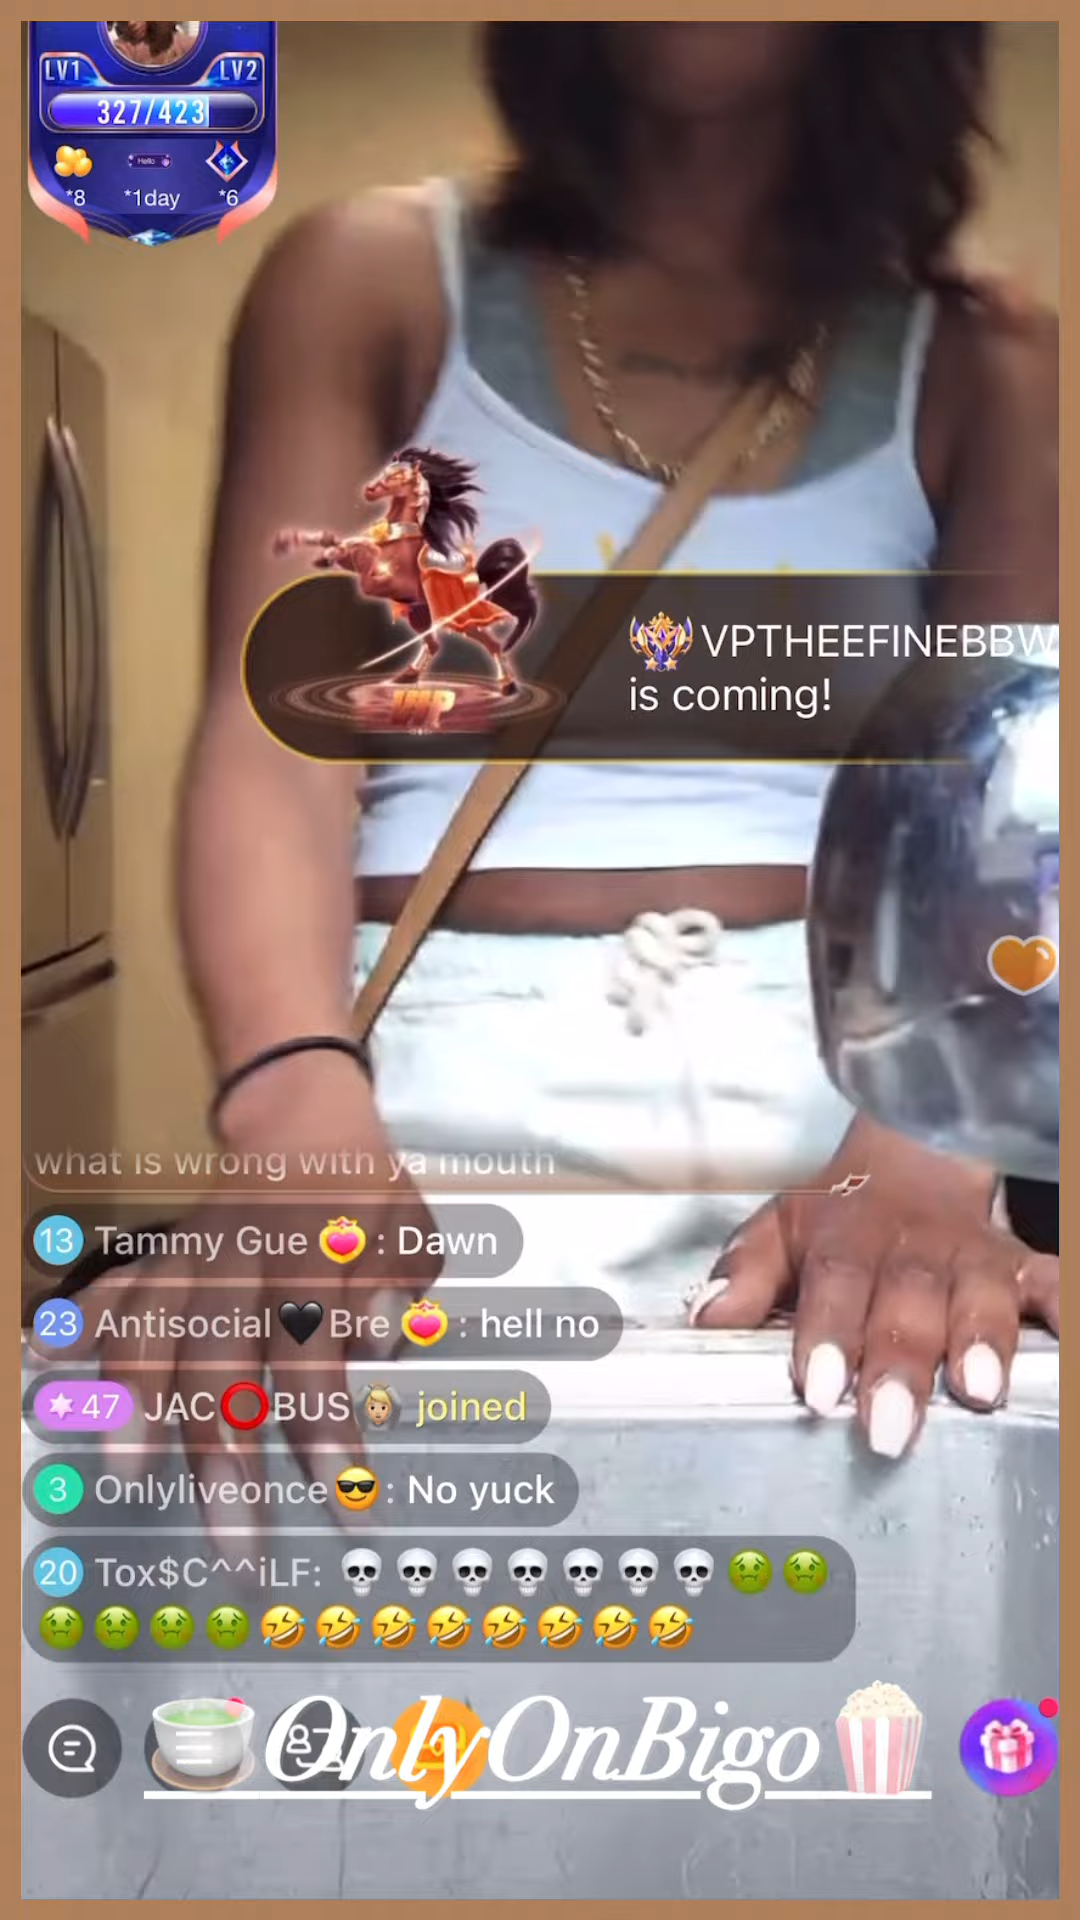 LV1 LV2
327/423
Hello
*8 *1day *6
VPTHEEFINEBBW
is coming!
what is wrong with ya mouth
13 Tammy Gue 😍 : Dawn
23 Antisocial🖤Bre 😍 : hell no
47 JAC⭕BUS joined
3 Onlyliveonce😎: No yuck
20 Tox$C^^iLF: 💀💀💀💀💀💀💀🤢🤢
🤢🤢🤢🤢🤣🤣🤣🤣🤣🤣🤣🤣
🍵OnlyOnBigo🍿